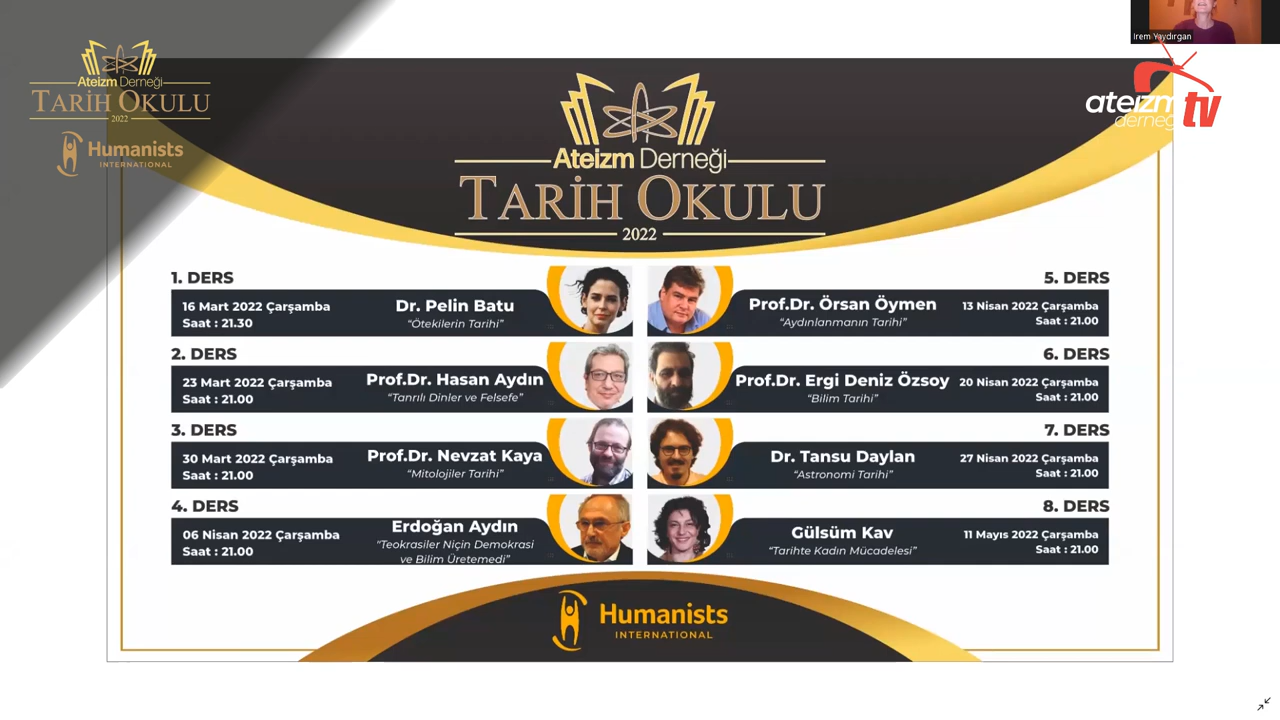 Ateizm Derneği
TARİH OKULU
2022
Humanists
INTERNATIONAL
Irem Yaydırgan
ateizm
derneğ
tv
Ateizm Derneği
TARİH OKULU
2022
1. DERS
16 Mart 2022 Çarşamba
Saat : 21.30
Dr. Pelin Batu
“Ötekilerin Tarihi”
2. DERS
23 Mart 2022 Çarşamba
Saat : 21.00
Prof.Dr. Hasan Aydın
“Tanrılı Dinler ve Felsefe”
3. DERS
30 Mart 2022 Çarşamba
Saat : 21.00
Prof.Dr. Nevzat Kaya
“Mitolojiler Tarihi”
4. DERS
06 Nisan 2022 Çarşamba
Saat : 21.00
Erdoğan Aydın
“Teokrasiler Niçin Demokrasi
ve Bilim Üretemedi”
5. DERS
Prof.Dr. Örsan Öymen
“Aydınlanmanın Tarihi”
13 Nisan 2022 Çarşamba
Saat : 21.00
6. DERS
Prof.Dr. Ergi Deniz Özsoy
“Bilim Tarihi”
20 Nisan 2022 Çarşamba
Saat : 21.00
7. DERS
Dr. Tansu Daylan
“Astronomi Tarihi”
27 Nisan 2022 Çarşamba
Saat : 21.00
8. DERS
Gülsüm Kav
“Tarihte Kadın Mücadelesi”
11 Mayıs 2022 Çarşamba
Saat : 21.00
Humanists
INTERNATIONAL